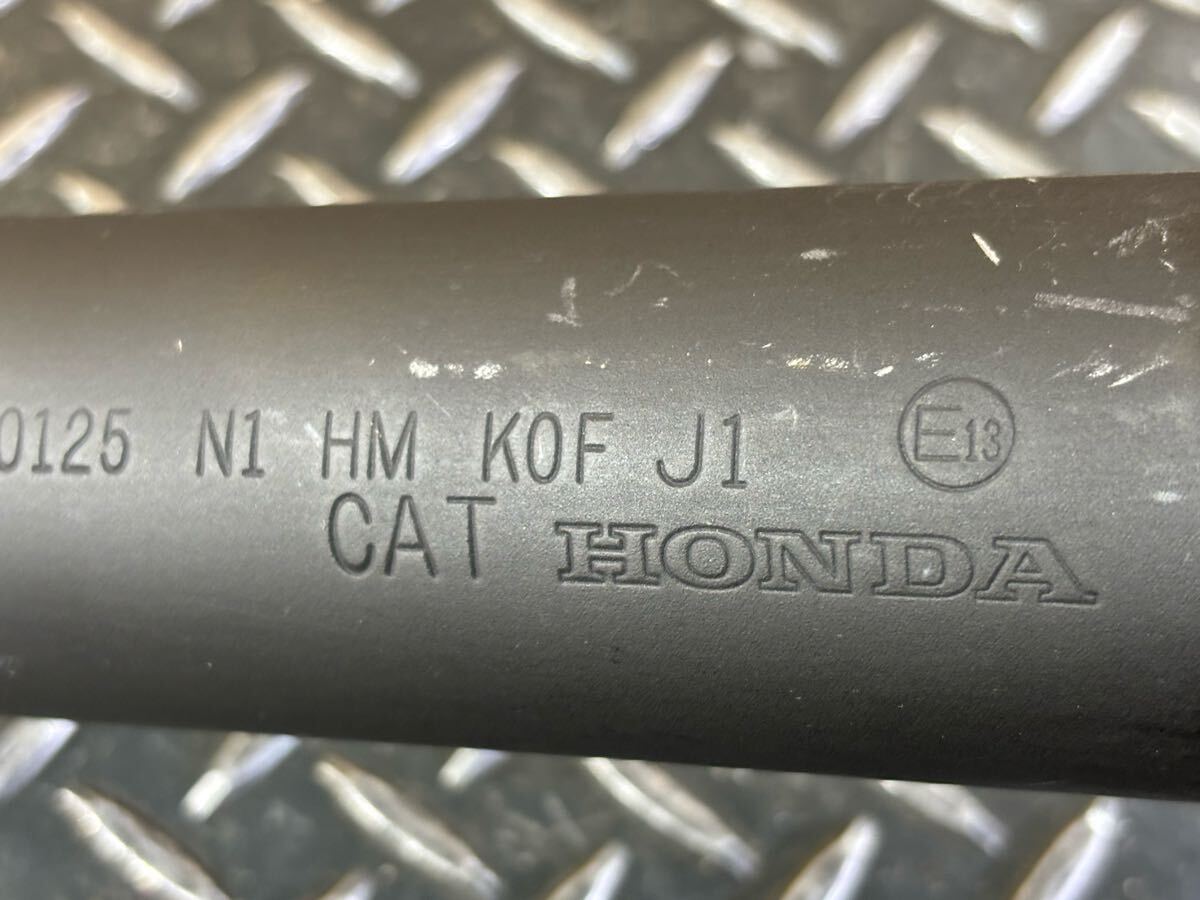 0125 N1 HM K0F J1 E13
CAT HONDA